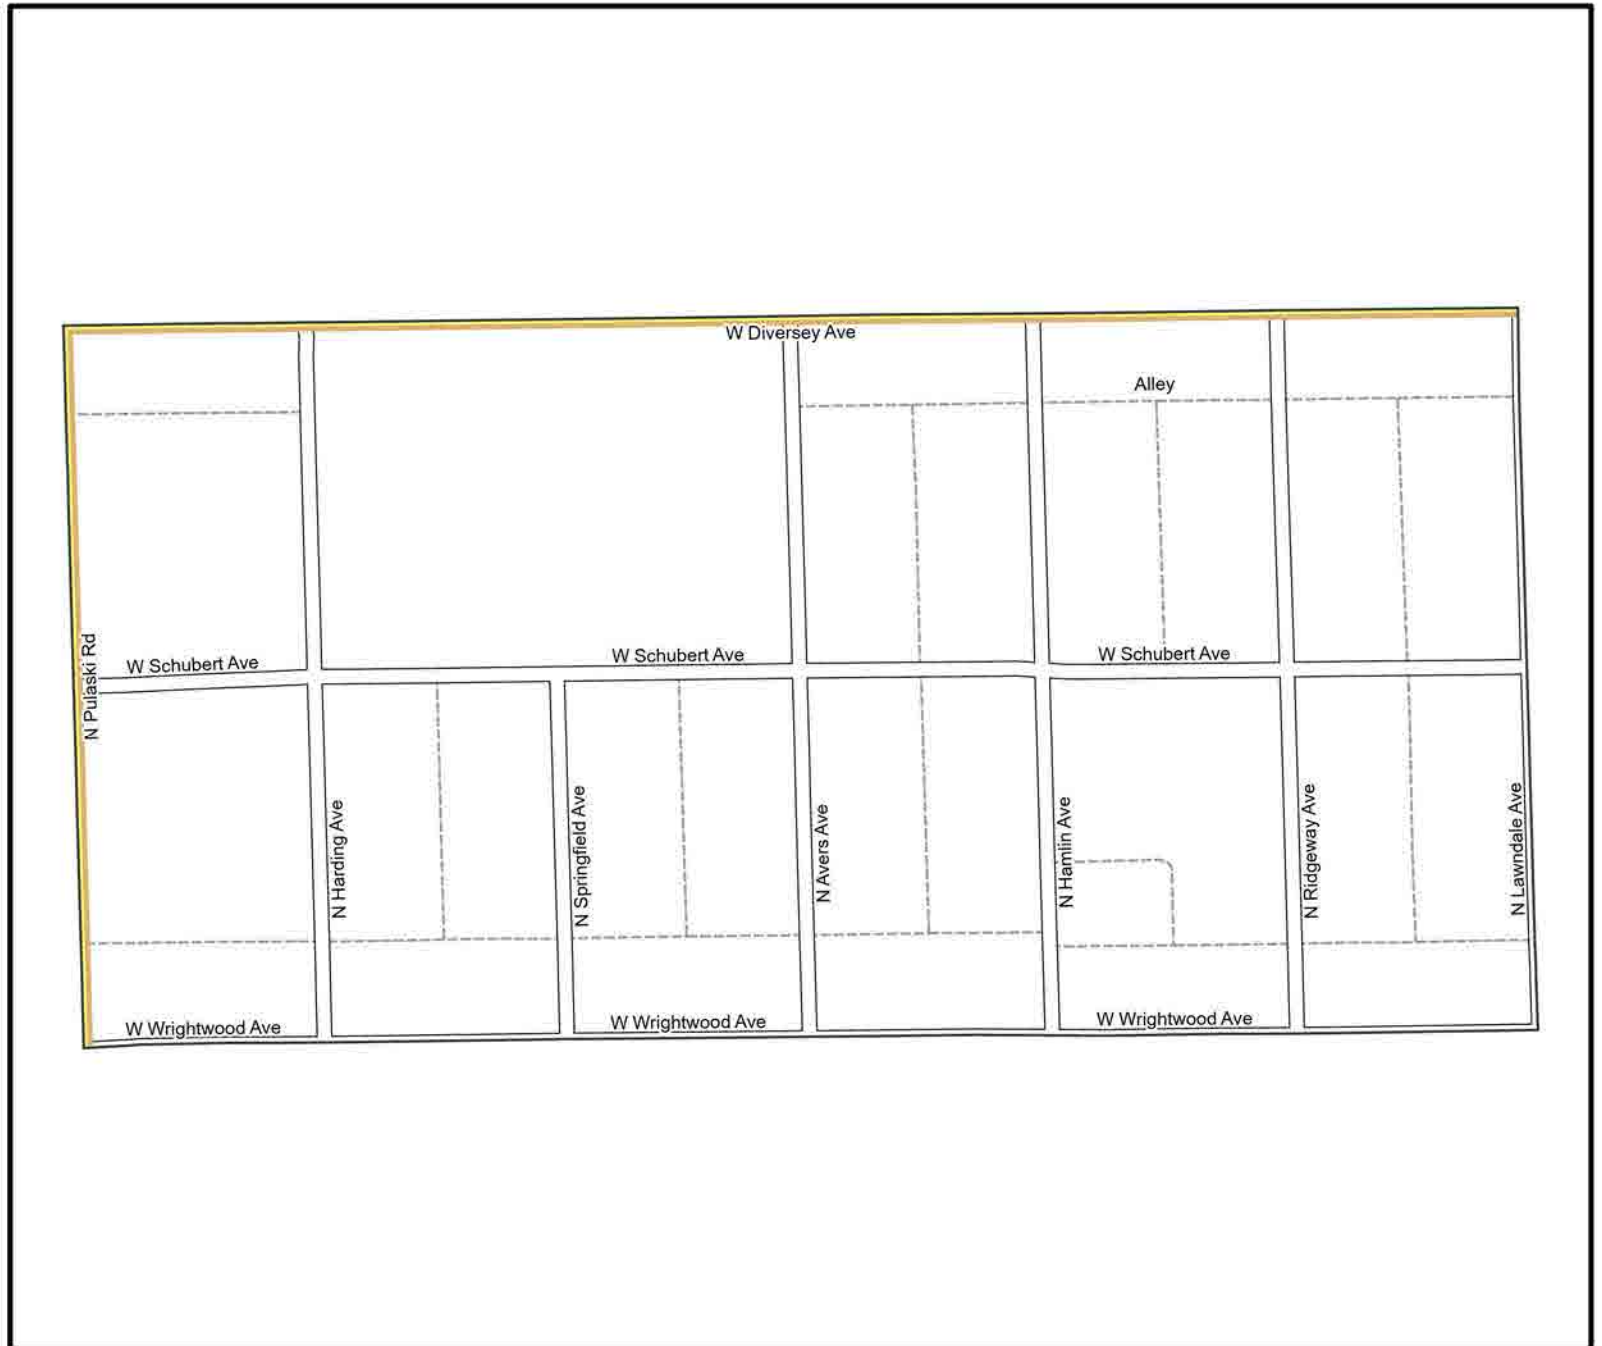 W Diversey Ave
Alley
N Pulaski Rd
W Schubert Ave
W Schubert Ave
W Schubert Ave
N Harding Ave
N Springfield Ave
N Avers Ave
N Hamlin Ave
N Ridgeway Ave
N Lawndale Ave
W Wrightwood Ave
W Wrightwood Ave
W Wrightwood Ave